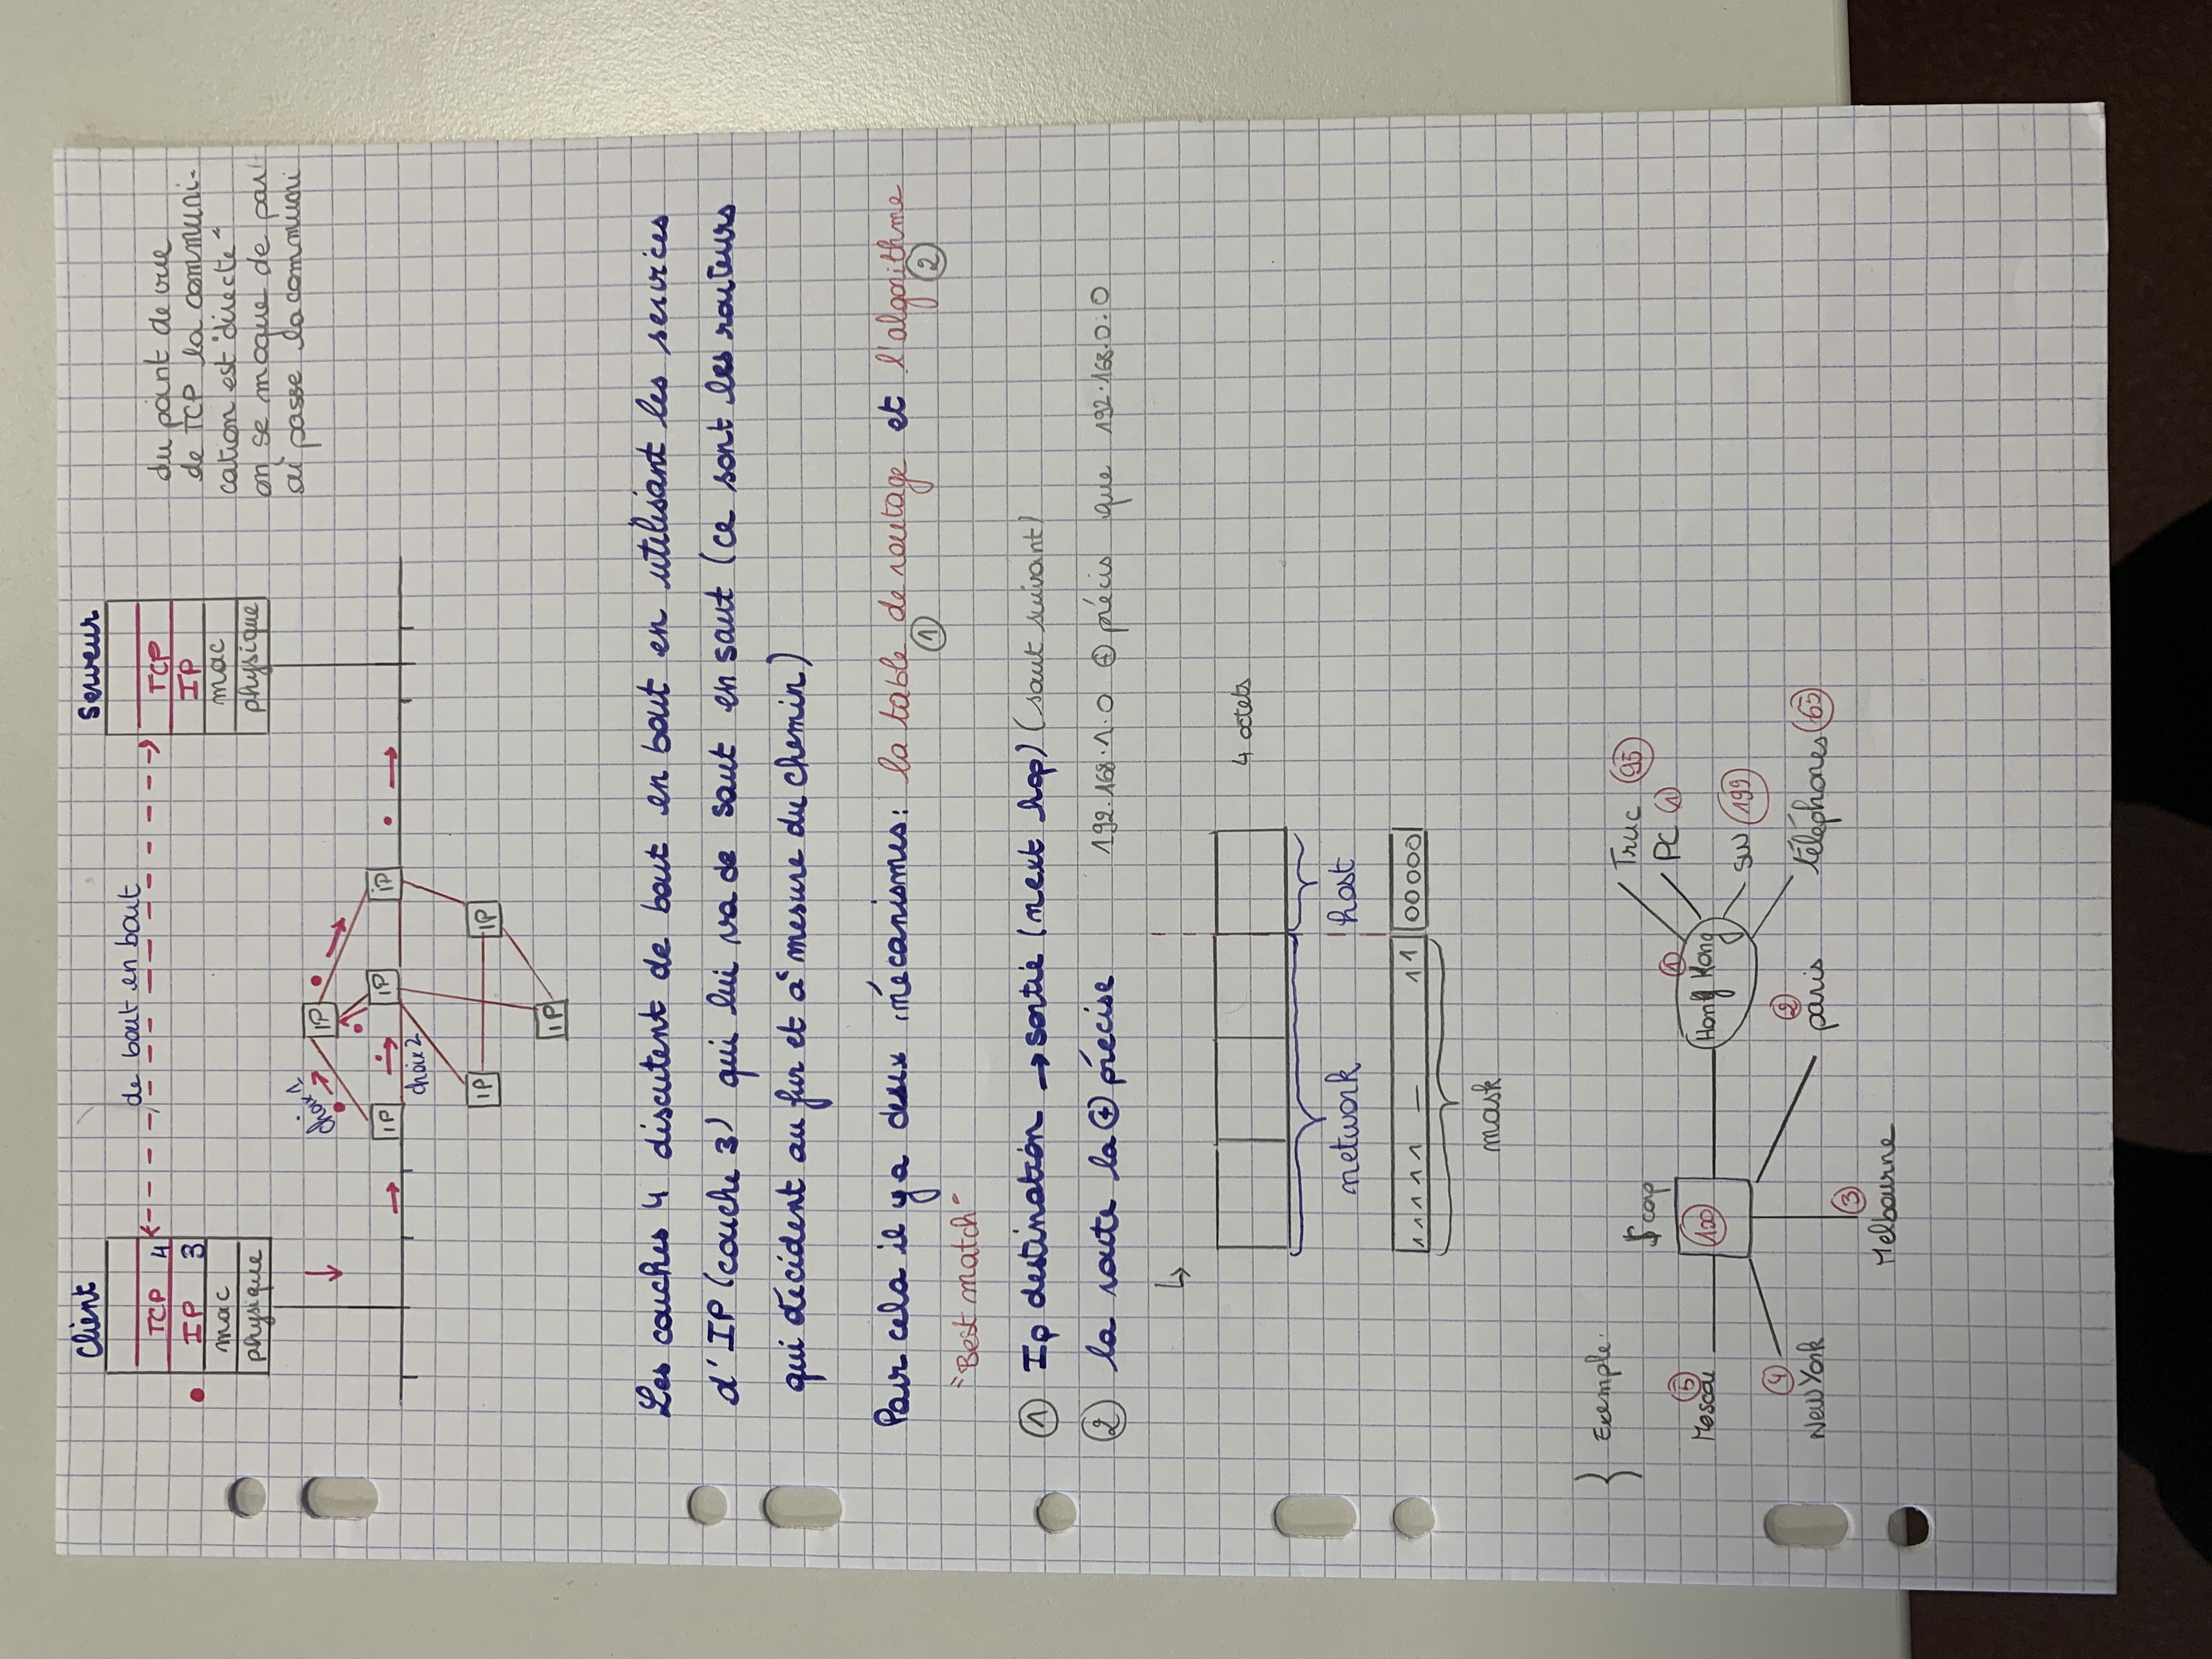 Client
Serveur
de bout en bout
TCP 4
IP 3
mac
physique
TCP
IP
mac
physique
du point de vue
de TCP la communi-
cation est "directe"
on se moque de par
où passe la communi
choix 1
IP
IP
IP
IP
choix 2
IP
IP
IP
Les couches 4 discutent de bout en bout en utilisant les services
d'IP (couche 3) qui lui va de saut en saut (ce sont les routeurs
qui décident au fur et à mesure du chemin)
Pour cela il y a deux mécanismes: la table de routage et l'algorithme
① ②
"Best match"
① Ip destination → sortie (next hop) (saut suivant)
② la route la ⊕ précise 192.168.1.0 ⊕ précis que 192.168.0.0
↳
4 octets
network host
11111 — 11 00000
mask
} Exemple.
$ corp
Truc 95
PC 1
Moscou 5
100
Hong Kong 1
SW 199
New York 4
paris 2
téléphones 65
3
Melbourne